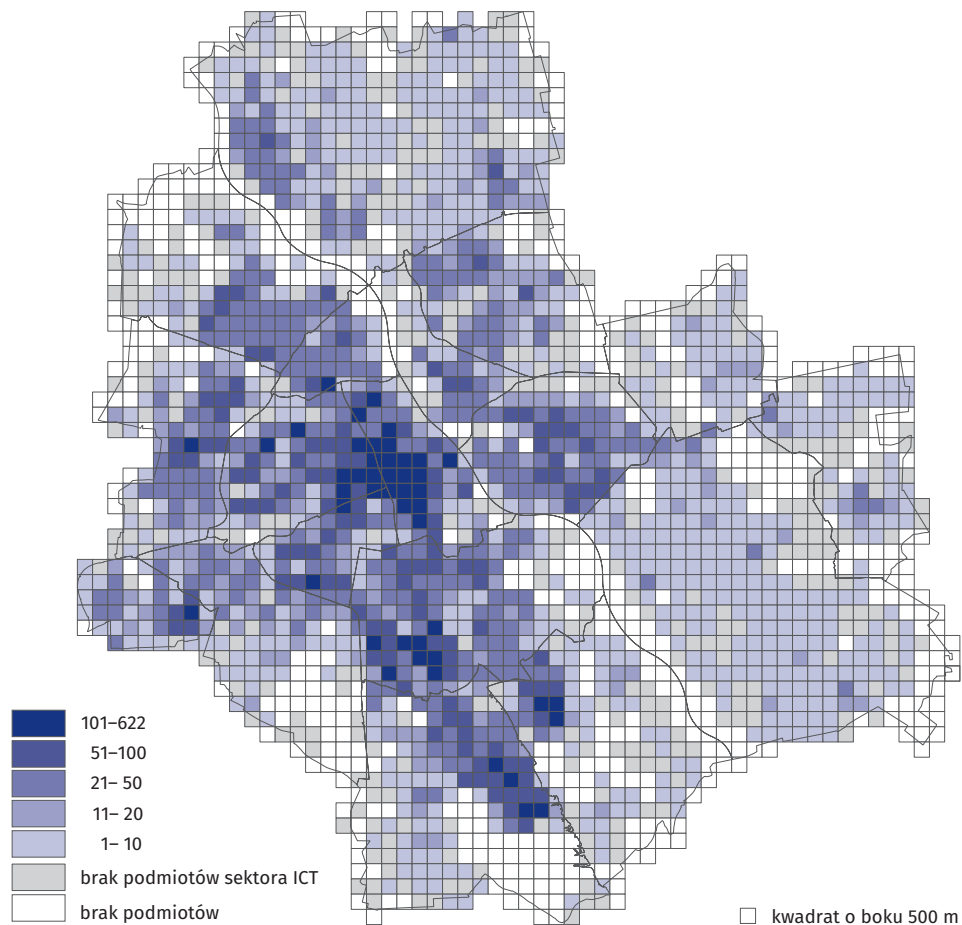 101–622
51–100
21– 50
11– 20
1– 10
brak podmiotów sektora ICT
brak podmiotów
kwadrat o boku 500 m